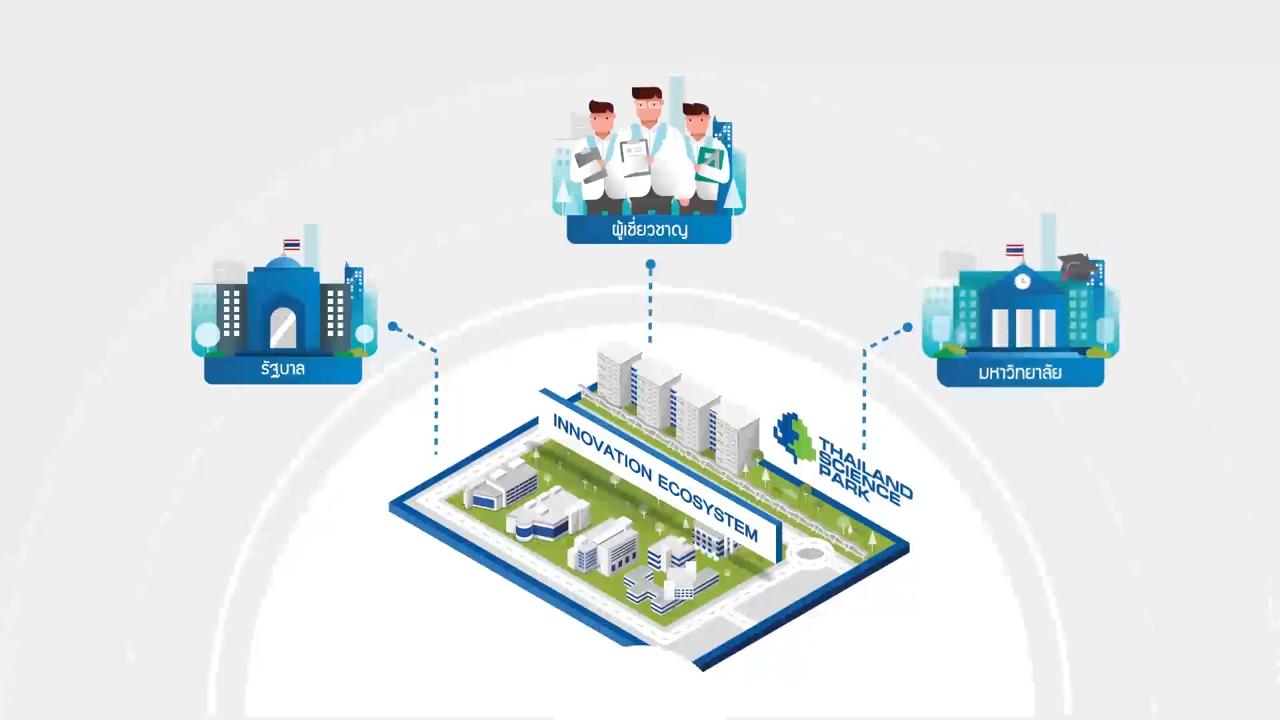 ผู้เชี่ยวชาญ
รัฐบาล
มหาวิทยาลัย
INNOVATION ECOSYSTEM
THAILAND
SCIENCE
PARK